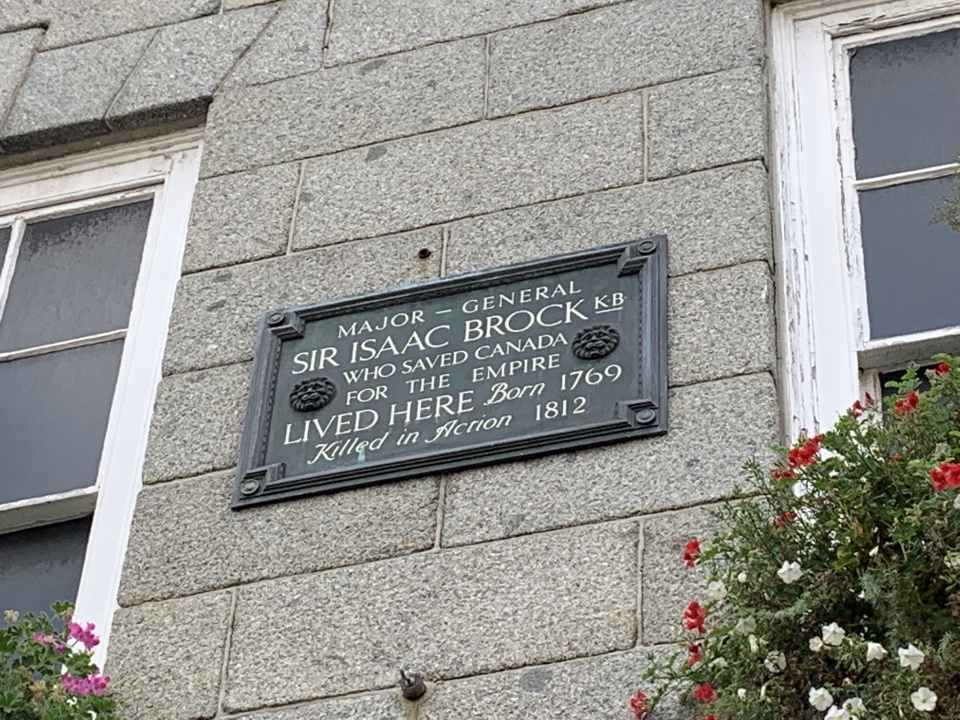 MAJOR - GENERAL
SIR ISAAC BROCK K·B·
WHO SAVED CANADA
FOR THE EMPIRE
LIVED HERE Born 1769
Killed in Action 1812